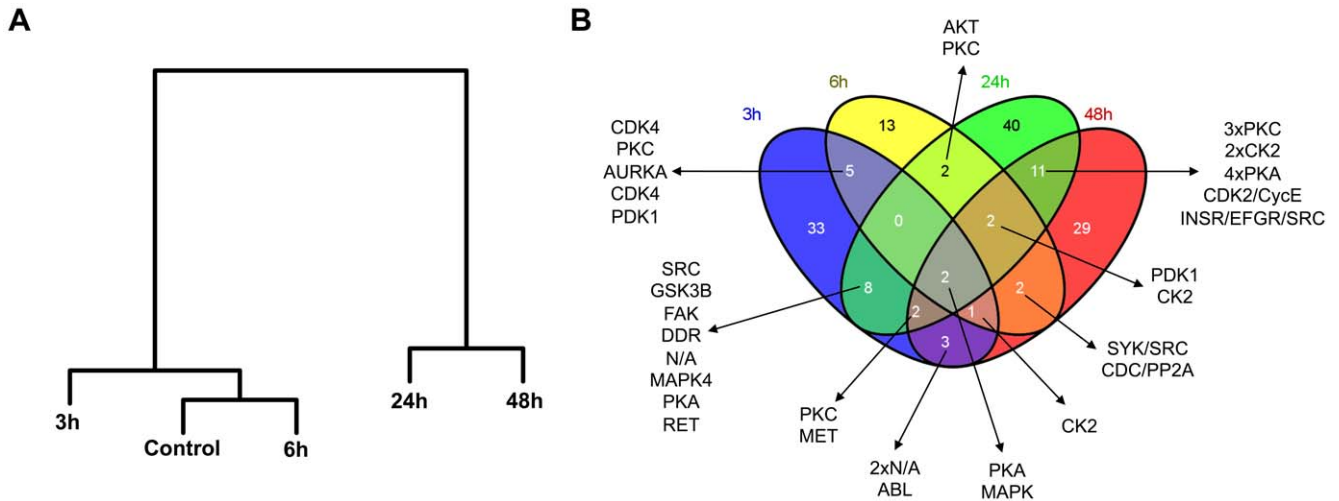 A
3h
Control
6h
24h
48h
B
AKT
PKC
6h
24h
3h
48h
13
40
CDK4
PKC
AURKA
CDK4
PDK1
5
2
11
3xPKC
2xCK2
4xPKA
CDK2/CycE
INSR/EFGR/SRC
33
0
2
29
SRC
GSK3B
FAK
DDR
N/A
MAPK4
PKA
RET
8
2
2
2
1
3
PDK1
CK2
SYK/SRC
CDC/PP2A
PKC
MET
CK2
2xN/A
ABL
PKA
MAPK